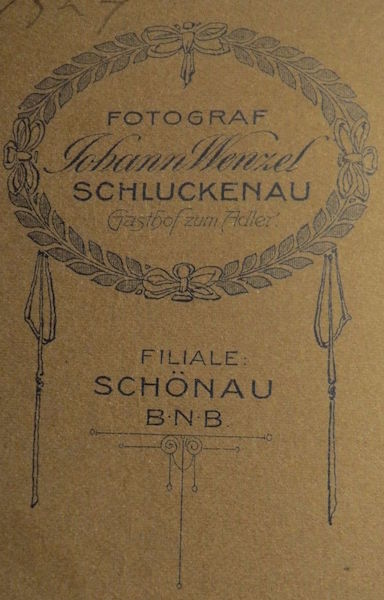 FOTOGRAF
Johann Wenzel
SCHLUCKENAU
Gasthof zum Adler.
FILIALE:
SCHÖNAU
B·N·B.